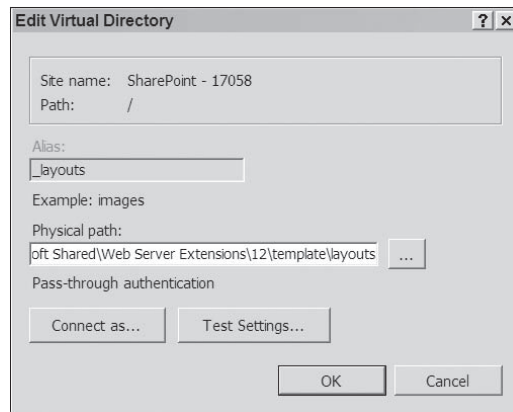 Edit Virtual Directory
Site name: SharePoint - 17058
Path: /
Alias:
_layouts
Example: images
Physical path:
oft Shared\Web Server Extensions\12\template\layouts
...
Pass-through authentication
Connect as...
Test Settings...
OK
Cancel